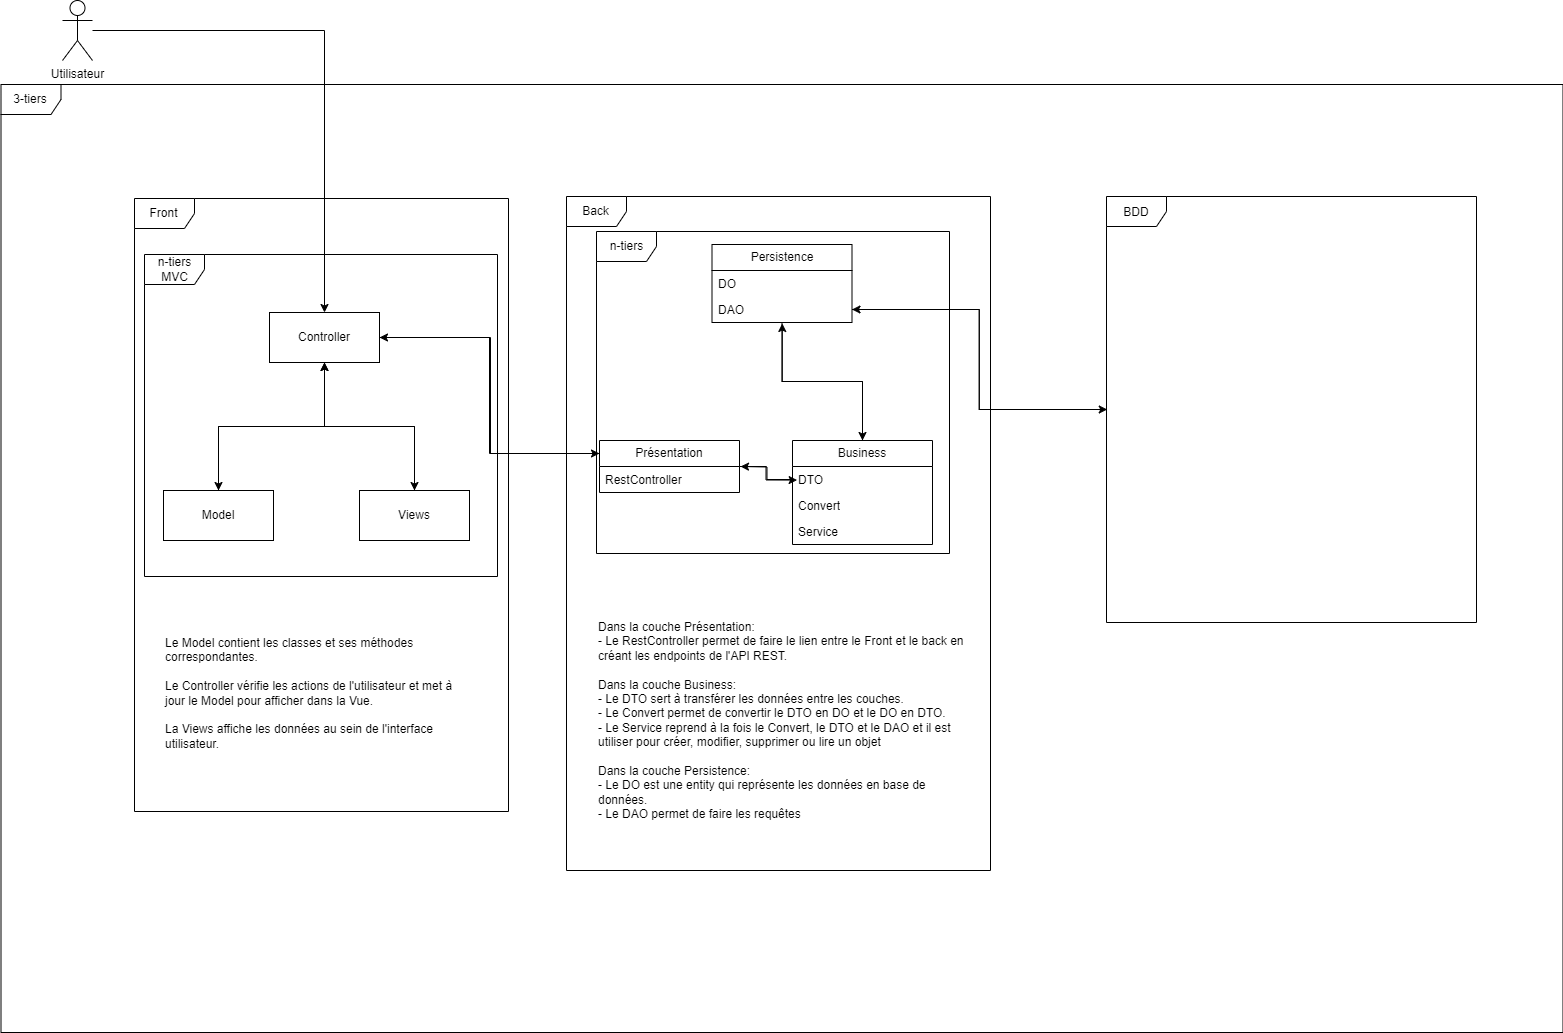 Utilisateur
3-tiers
Front
n-tiers
MVC
Controller
Model
Views
Le Model contient les classes et ses méthodes
correspondantes.
Le Controller vérifie les actions de l'utilisateur et met à
jour le Model pour afficher dans la Vue.
La Views affiche les données au sein de l'interface
utilisateur.
Back
n-tiers
Persistence
DO
DAO
Présentation
RestController
Business
DTO
Convert
Service
Dans la couche Présentation:
- Le RestController permet de faire le lien entre le Front et le back en
créant les endpoints de l'API REST.
Dans la couche Business:
- Le DTO sert à transférer les données entre les couches.
- Le Convert permet de convertir le DTO en DO et le DO en DTO.
- Le Service reprend à la fois le Convert, le DTO et le DAO et il est
utiliser pour créer, modifier, supprimer ou lire un objet
Dans la couche Persistence:
- Le DO est une entity qui représente les données en base de
données.
- Le DAO permet de faire les requêtes
BDD